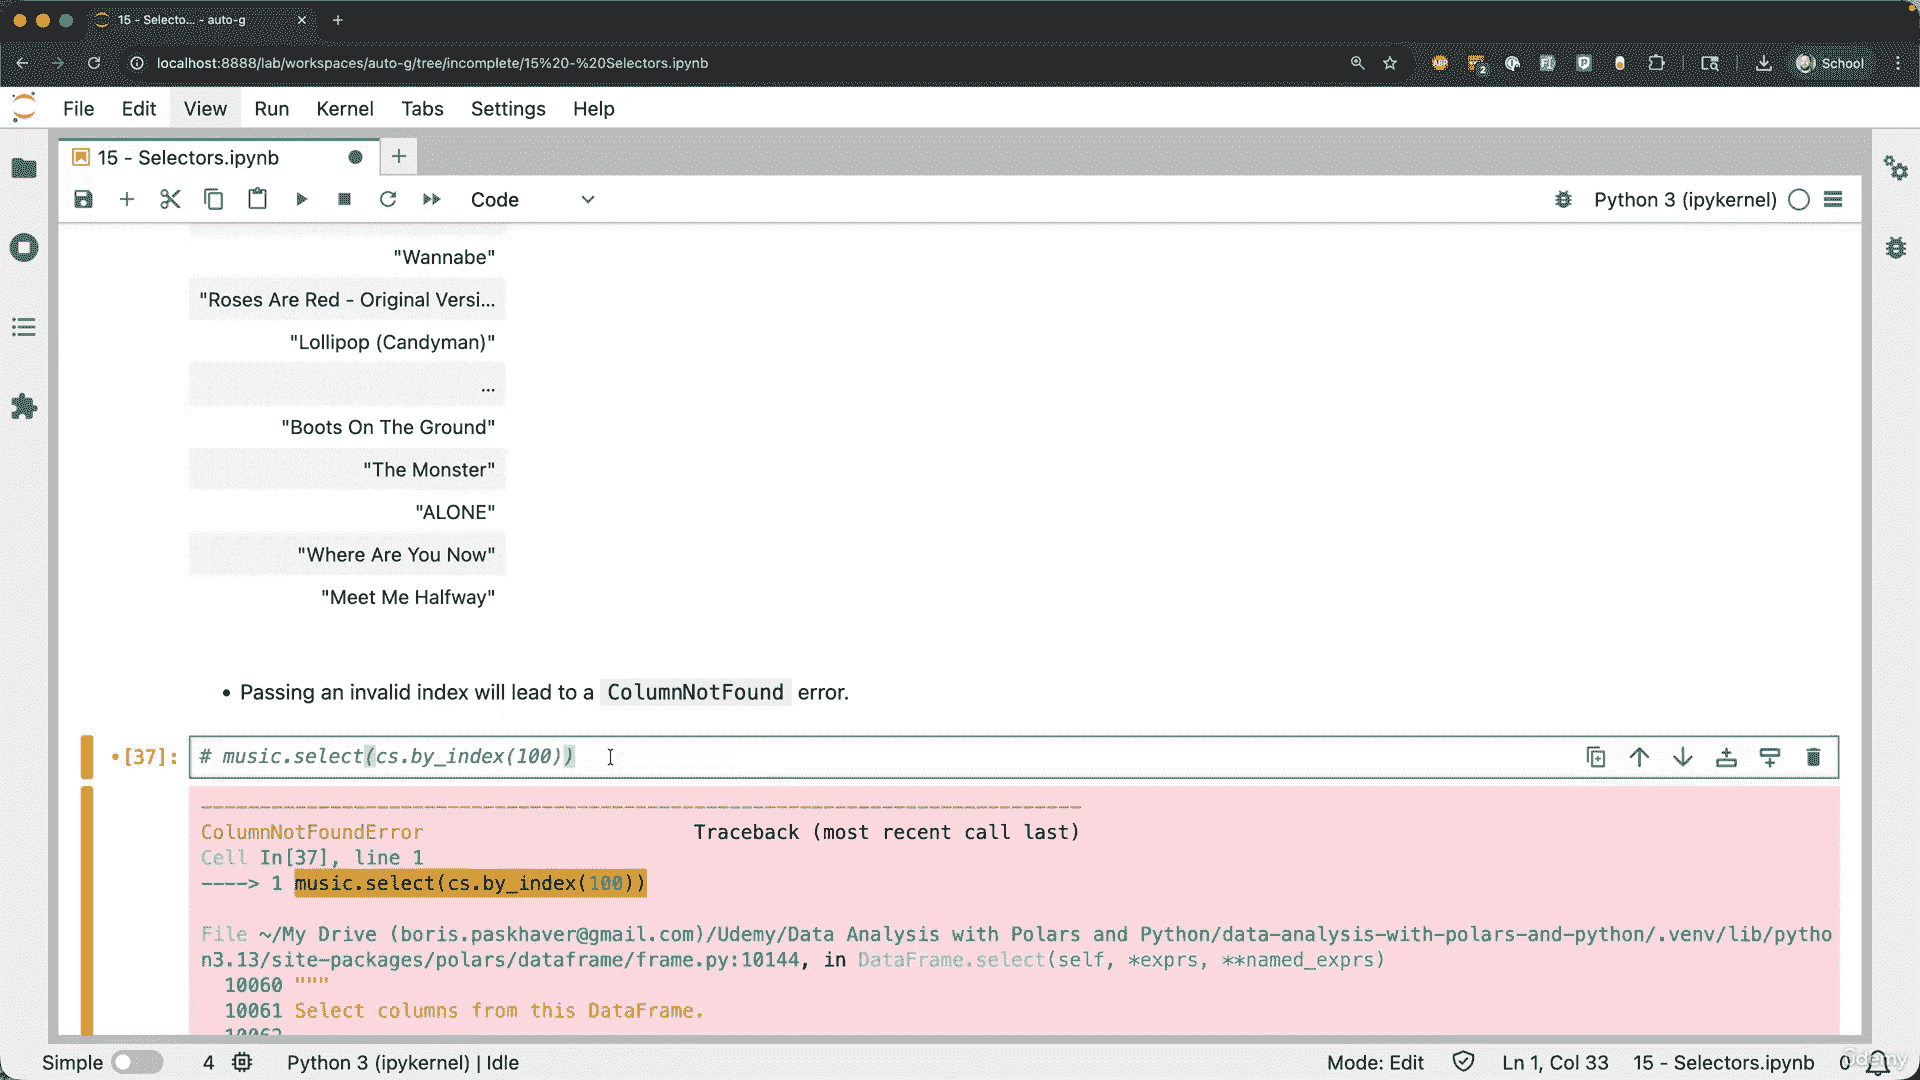 15 - Selecto... - auto-g
localhost:8888/lab/workspaces/auto-g/tree/incomplete/15%20-%20Selectors.ipynb
ABP
2
School
File Edit View Run Kernel Tabs Settings Help
15 - Selectors.ipynb
Code
Python 3 (ipykernel)
"Wannabe"
"Roses Are Red - Original Versi...
"Lollipop (Candyman)"
...
"Boots On The Ground"
"The Monster"
"ALONE"
"Where Are You Now"
"Meet Me Halfway"
• Passing an invalid index will lead to a ColumnNotFound error.
•[37]: # music.select(cs.by_index(100))
---------------------------------------------------------------------------
ColumnNotFoundError Traceback (most recent call last)
Cell In[37], line 1
----> 1 music.select(cs.by_index(100))
File ~/My Drive (boris.paskhaver@gmail.com)/Udemy/Data Analysis with Polars and Python/data-analysis-with-polars-and-python/.venv/lib/pytho
n3.13/site-packages/polars/dataframe/frame.py:10144, in DataFrame.select(self, *exprs, **named_exprs)
10060 """
10061 Select columns from this DataFrame.
10062
Simple 4 Python 3 (ipykernel) | Idle Mode: Edit Ln 1, Col 33 15 - Selectors.ipynb 0
Udemy